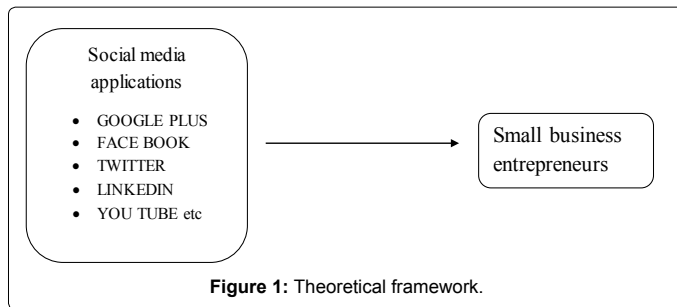 Social media
applications
• GOOGLE PLUS
• FACE BOOK
• TWITTER
• LINKEDIN
• YOU TUBE etc
Small business
entrepreneurs
Figure 1: Theoretical framework.